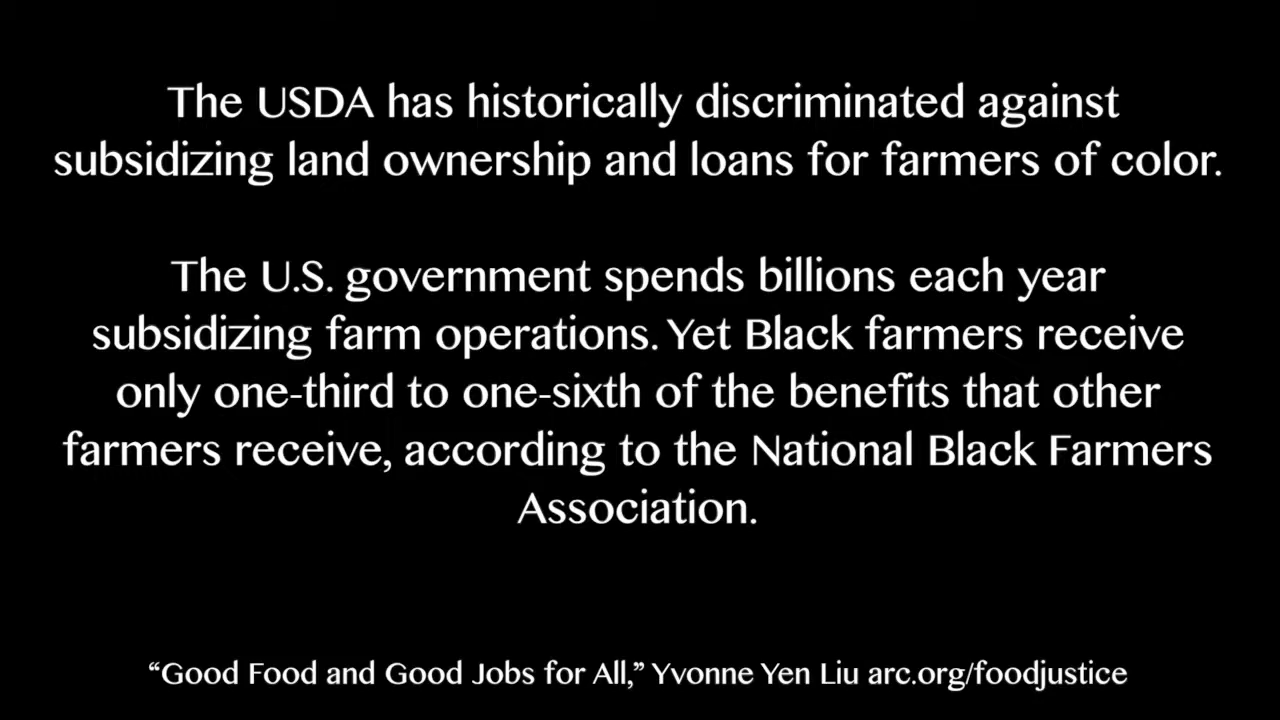 The USDA has historically discriminated against
subsidizing land ownership and loans for farmers of color.
The U.S. government spends billions each year
subsidizing farm operations. Yet Black farmers receive
only one-third to one-sixth of the benefits that other
farmers receive, according to the National Black Farmers
Association.
“Good Food and Good Jobs for All,” Yvonne Yen Liu arc.org/foodjustice